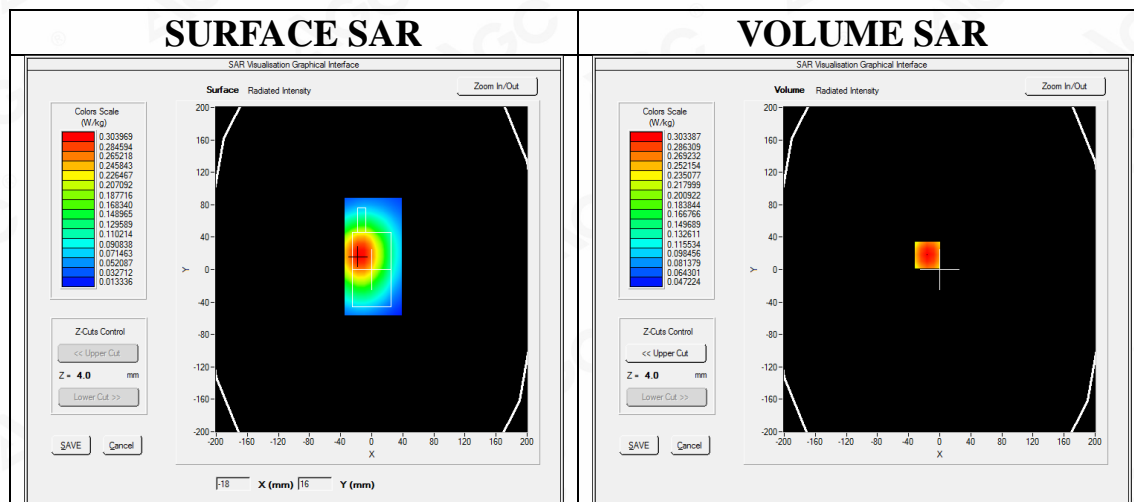 SURFACE SAR
SAR Visualisation Graphical Interface
Surface Radiated Intensity
Zoom In/Out
Colors Scale
(W/kg)
0.303969
0.284594
0.265218
0.245843
0.226467
0.207092
0.187716
0.168340
0.148965
0.129589
0.110214
0.090838
0.071463
0.052087
0.032712
0.013336
Z-Cuts Control
<< Upper Cut
Z = 4.0 mm
Lower Cut >>
SAVE Cancel
200
160
120
80
40
0
-40
-80
-120
-160
-200
Y
-200 -160 -120 -80 -40 0 40 80 120 160 200
X
-18 X (mm) 16 Y (mm)
VOLUME SAR
SAR Visualisation Graphical Interface
Volume Radiated Intensity
Zoom In/Out
Colors Scale
(W/kg)
0.303387
0.286309
0.269232
0.252154
0.235077
0.217999
0.200922
0.183844
0.166766
0.149689
0.132611
0.115534
0.098456
0.081379
0.064301
0.047224
Z-Cuts Control
<< Upper Cut
Z = 4.0 mm
Lower Cut >>
SAVE Cancel
200
160
120
80
40
0
-40
-80
-120
-160
-200
Y
-200 -160 -120 -80 -40 0 40 80 120 160 200
X